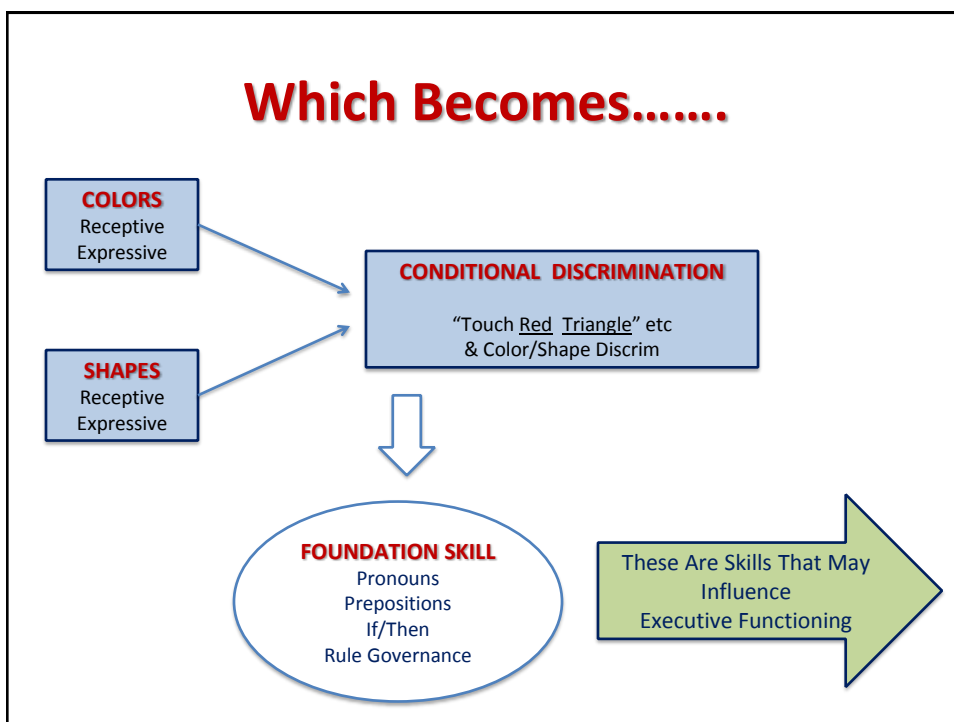 Which Becomes.......
COLORS
Receptive
Expressive
SHAPES
Receptive
Expressive
CONDITIONAL DISCRIMINATION
“Touch Red Triangle” etc
& Color/Shape Discrim
FOUNDATION SKILL
Pronouns
Prepositions
If/Then
Rule Governance
These Are Skills That May
Influence
Executive Functioning